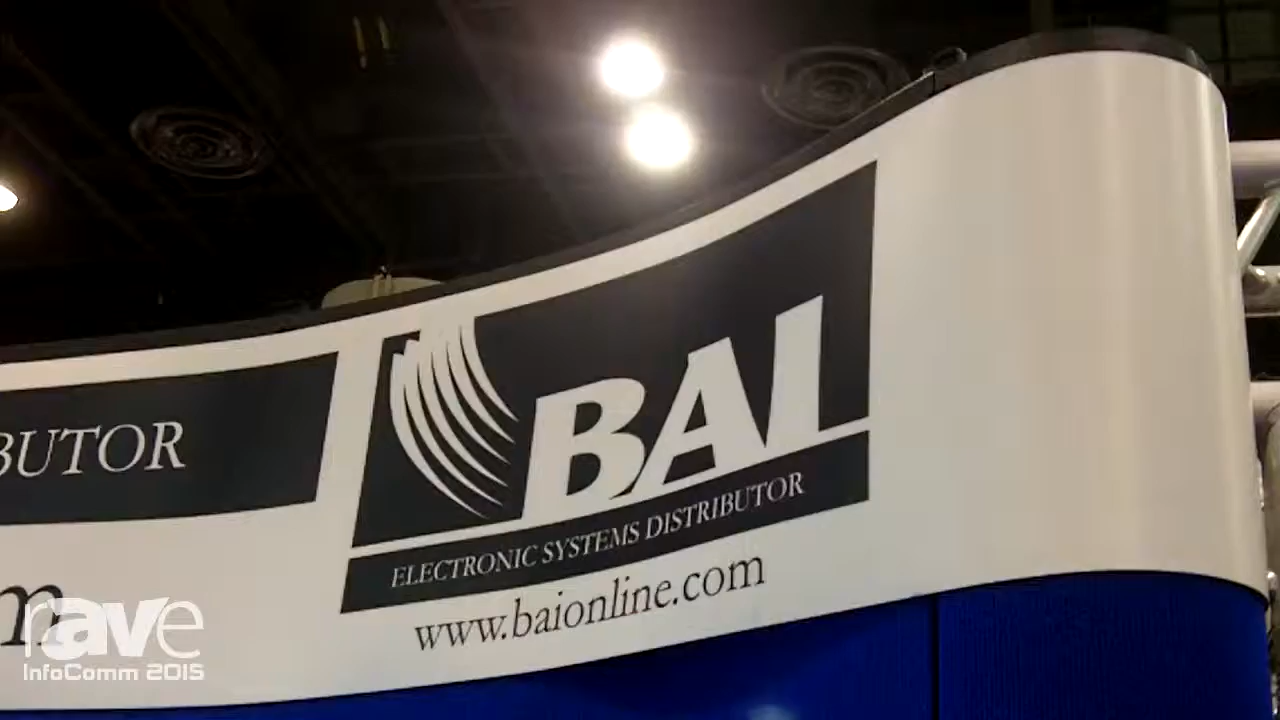 BUTOR
m
BAI
ELECTRONIC SYSTEMS DISTRIBUTOR
www.baionline.com
rave
InfoComm 2015